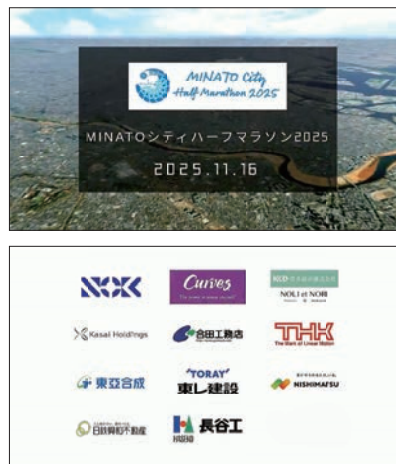 MINATO City
Half Marathon 2025
MINATOシティハーフマラソン2025
2025.11.16
NOK
Curves
NOLI et NORI
Kasai Holdings
合田工務店
THK
The Mark of Linear Motion
東亞合成
'TORAY'
東レ建設
NISHIMATSU
日鉄興和不動産
HASEKO
長谷工